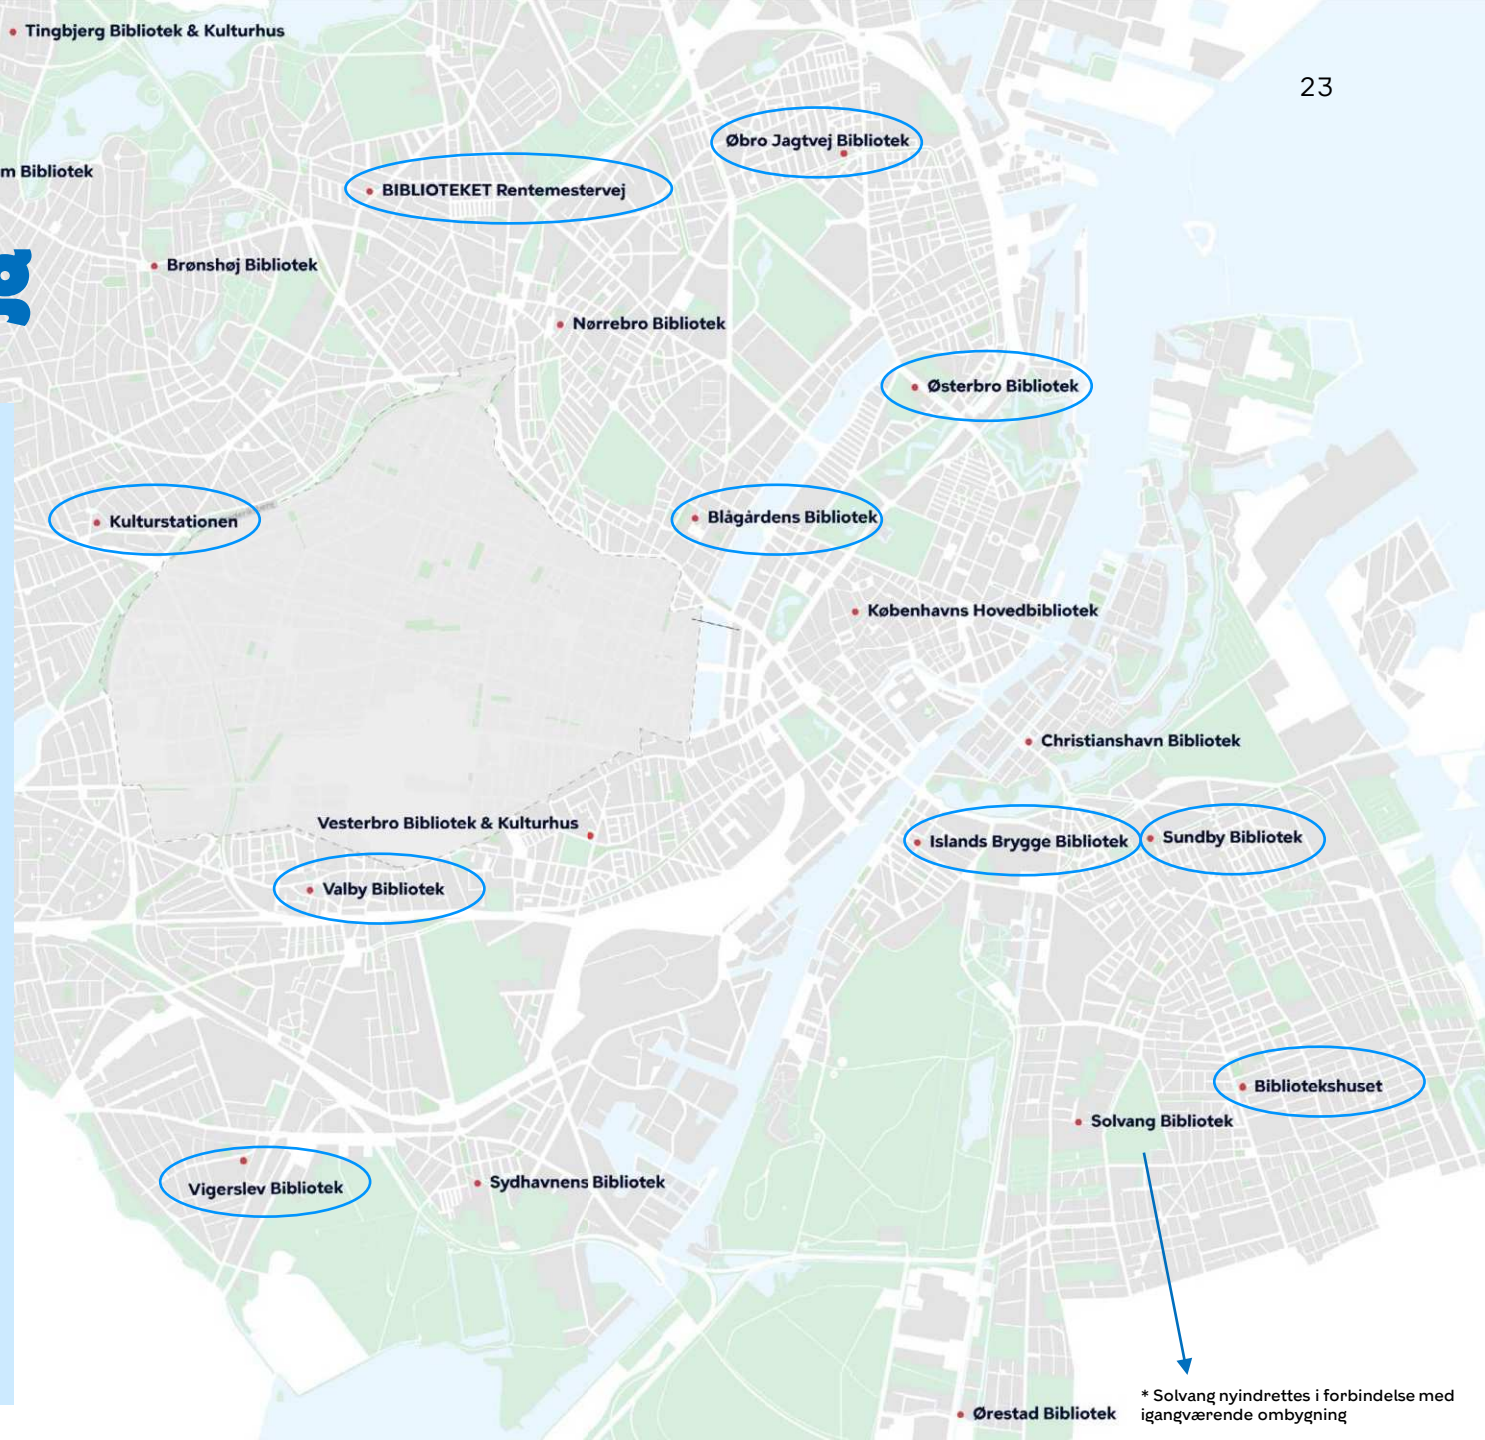 Tingbjerg Bibliotek & Kulturhus
23
Øbro Jagtvej Bibliotek
m Bibliotek
BIBLIOTEKET Rentemestervej
g
Brønshøj Bibliotek
Nørrebro Bibliotek
Østerbro Bibliotek
Kulturstationen
Blågårdens Bibliotek
Københavns Hovedbibliotek
Christianshavn Bibliotek
Vesterbro Bibliotek & Kulturhus
Islands Brygge Bibliotek
Sundby Bibliotek
Valby Bibliotek
Bibliotekshuset
Solvang Bibliotek
Vigerslev Bibliotek
Sydhavnens Bibliotek
* Solvang nyindrettes i forbindelse med
igangværende ombygning
Ørestad Bibliotek